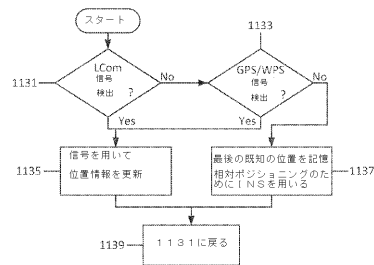 スタート
1133
LCom
信号
検出 ?
No
GPS/WPS
信号
検出 ?
No
1131
Yes
Yes
信号を用いて
位置情報を更新
1135
最後の既知の位置を記憶
相対ポジショニングのた
めにINSを用いる
1137
1131に戻る
1139